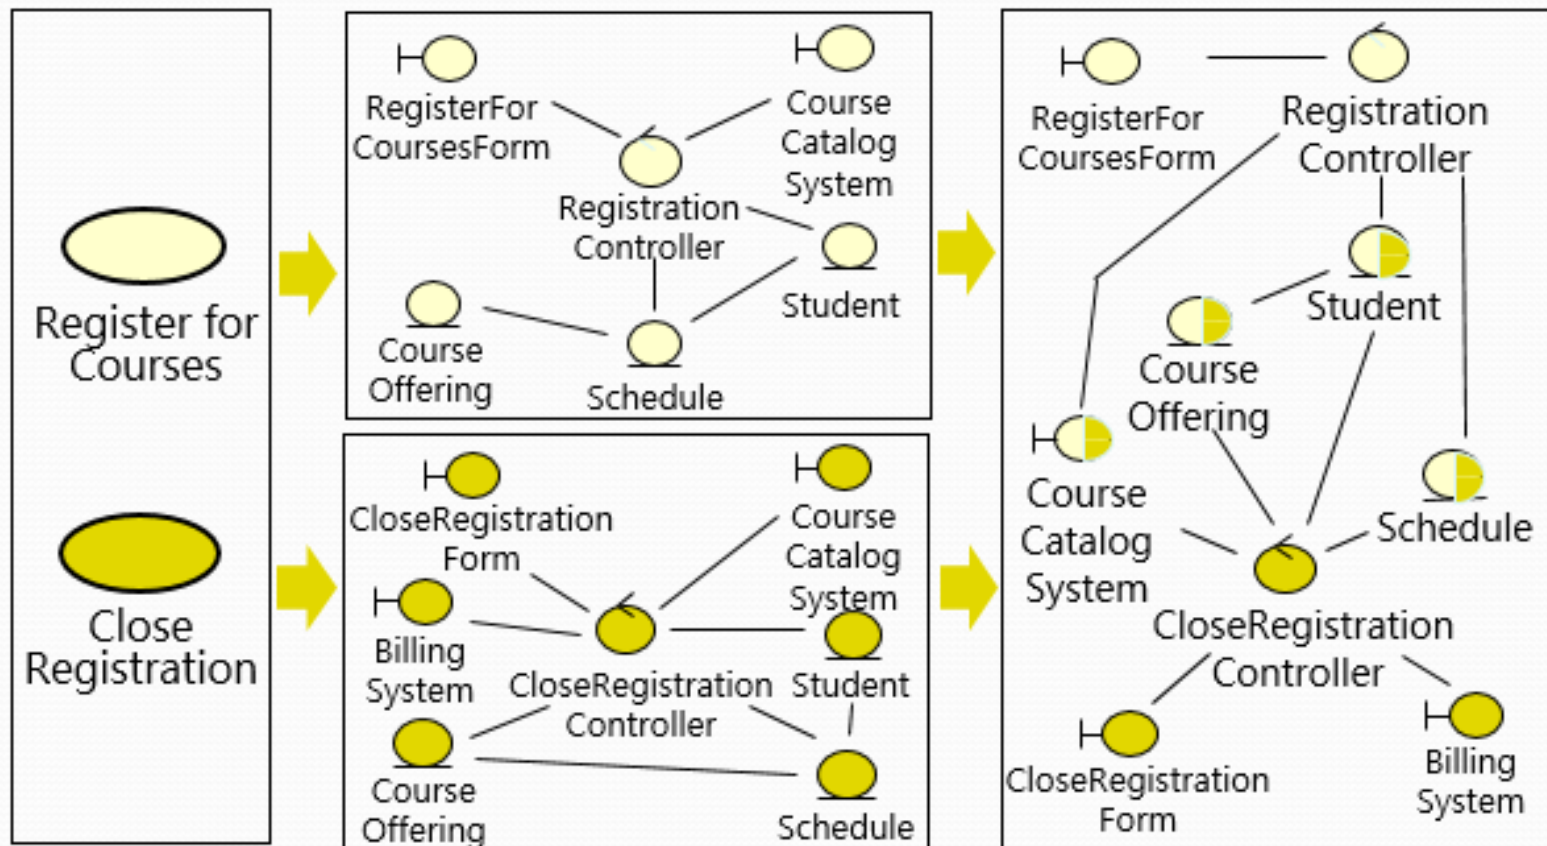 Register for
Courses
Close
Registration
RegisterFor
CoursesForm
Course
Catalog
System
Registration
Controller
Student
Course
Offering
Schedule
CloseRegistration
Form
Course
Catalog
System
Billing
System
CloseRegistration
Controller
Student
Course
Offering
Schedule
RegisterFor
CoursesForm
Registration
Controller
Student
Course
Offering
Course
Catalog
System
Schedule
CloseRegistration
Controller
CloseRegistration
Form
Billing
System